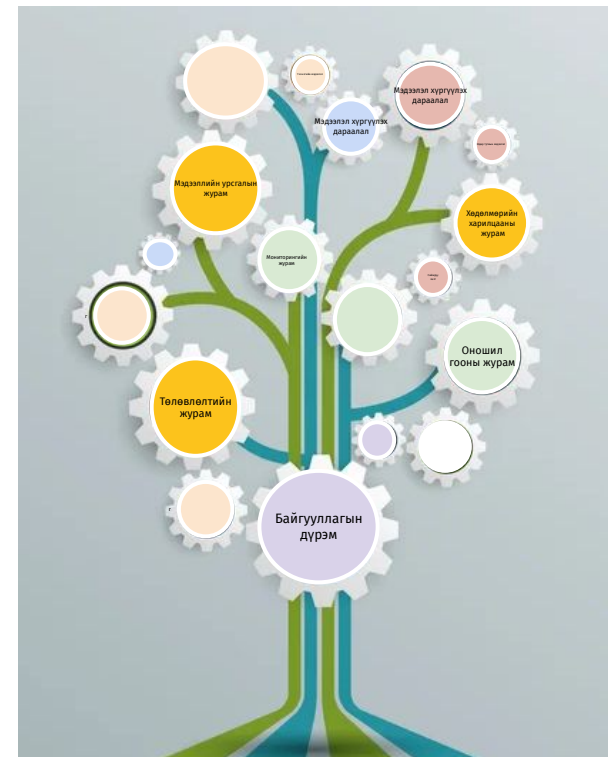 Мэдээлэл хүргүүлэх
дараалал
Мэдээлэл хүргүүлэх
дараалал
Мэдээллийн урсгалын
журам
Хөдөлмөрийн
харилцааны
журам
Мониторингийн
журам
Г
Оношил
гооны журам
Төлөвлөлтийн
журам
Г
Байгууллагын
дүрэм